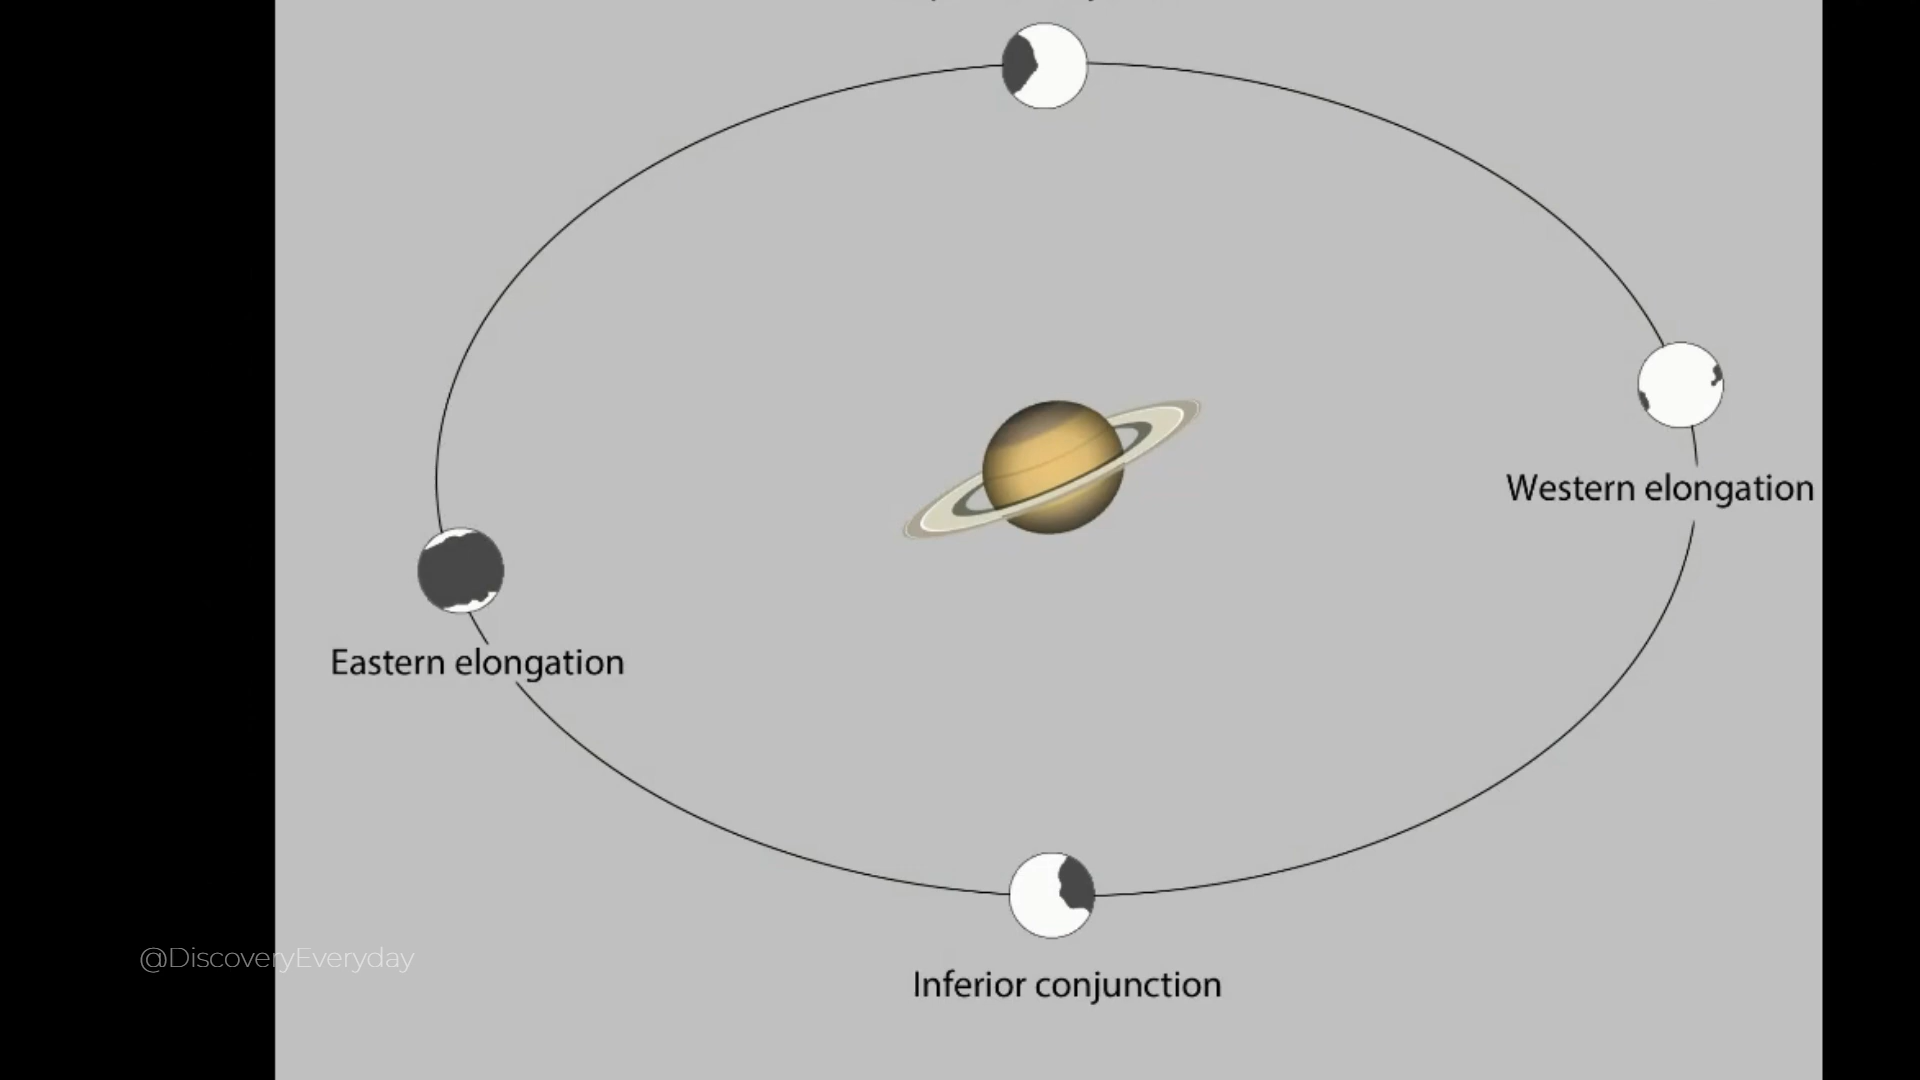 Western elongation
Eastern elongation
@DiscoveryEveryday
Inferior conjunction